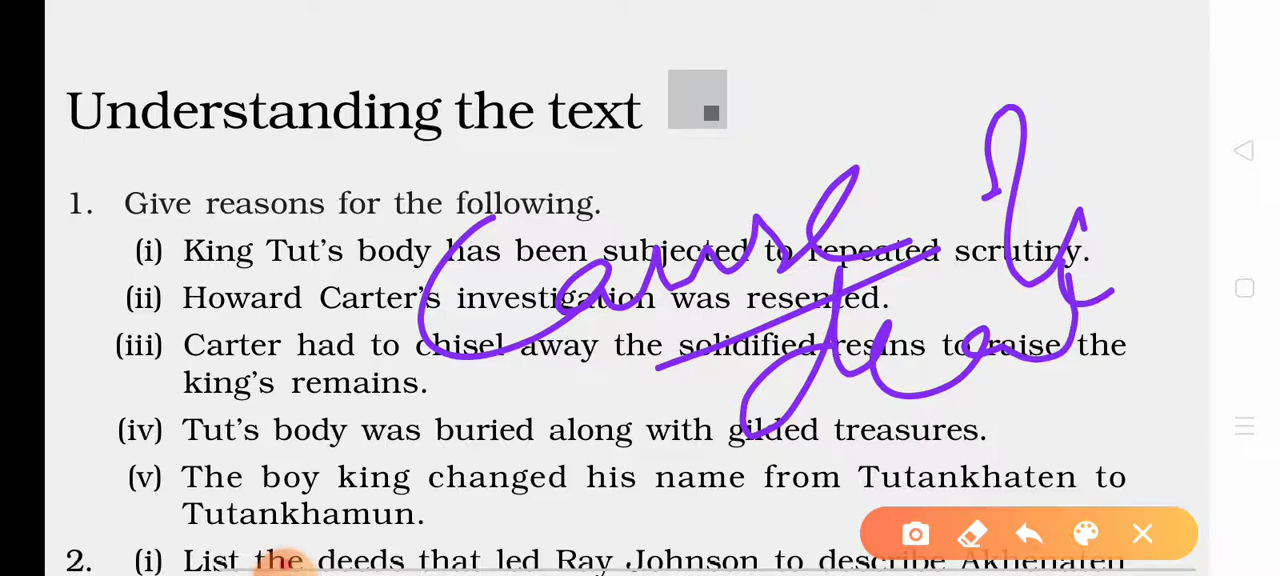 Understanding the text
1. Give reasons for the following.
(i) King Tut's body has been subjected to repeated scrutiny.
(ii) Howard Carter's investigation was resented.
(iii) Carter had to chisel away the solidified resins to raise the
king's remains.
(iv) Tut's body was buried along with gilded treasures.
(v) The boy king changed his name from Tutankhaten to
Tutankhamun.
2. (i) List the deeds that led Ray Johnson to describe Akhenaten
Cause of
death